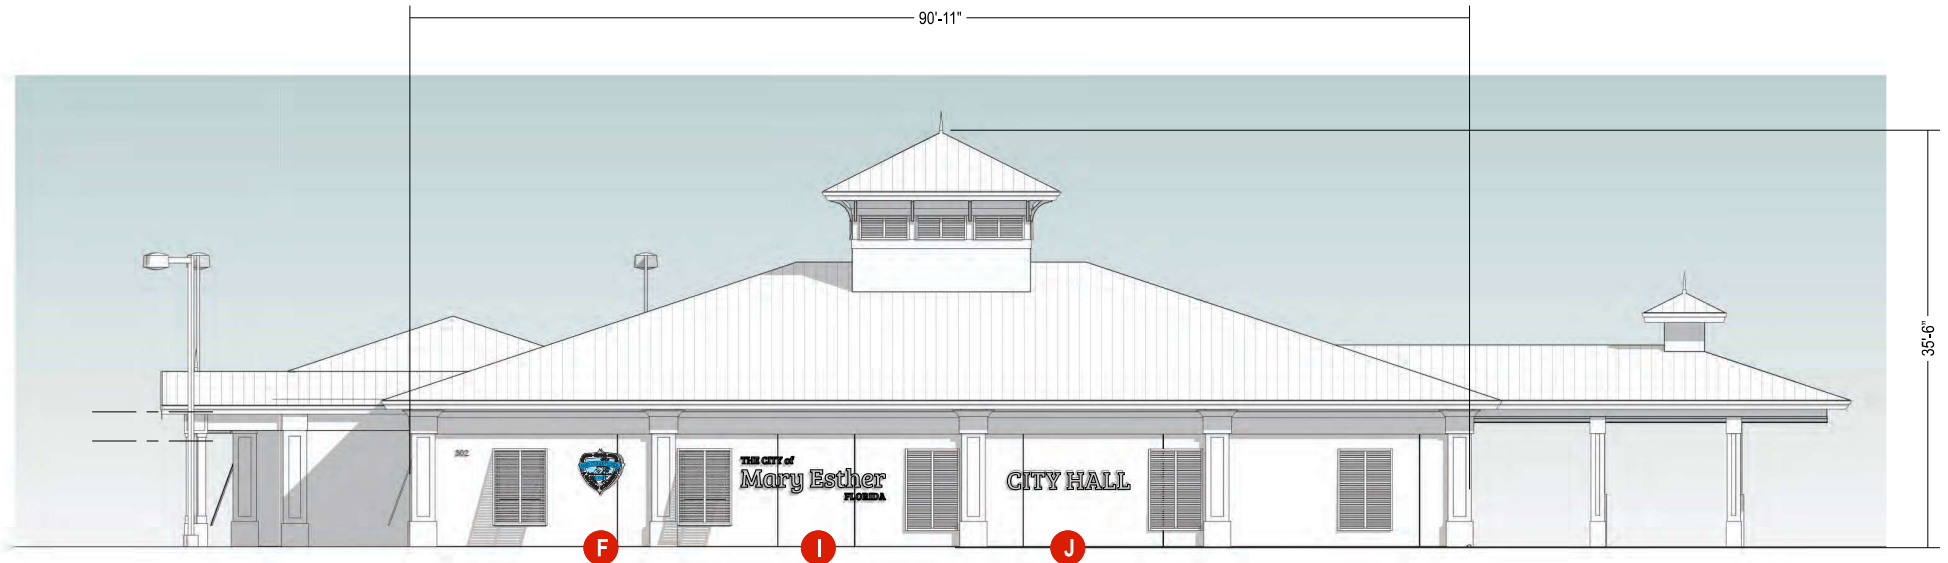 90'-11"
35'-6"
302
THE CITY of
Mary Esther
FLORIDA
CITY HALL
F
I
J